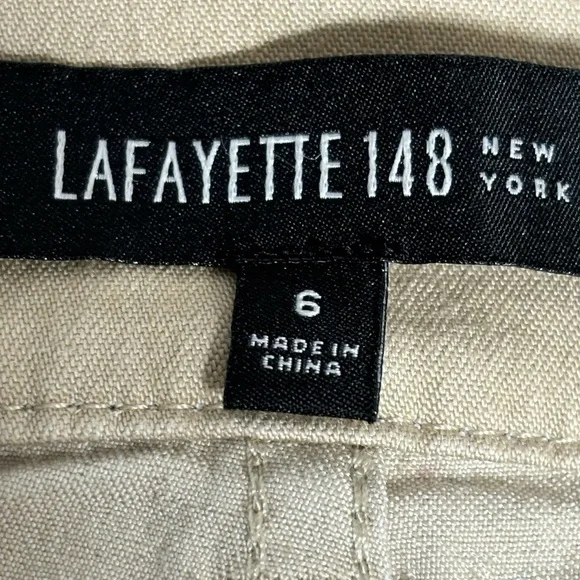 LAFAYETTE 148 NEW YORK
6
MADE IN
CHINA